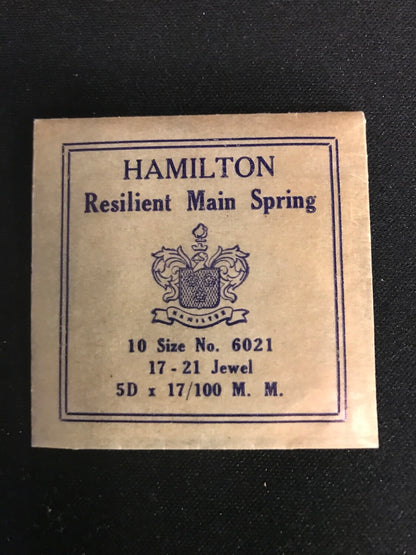 HAMILTON
Resilient Main Spring
HAMILTON
10 Size No. 6021
17 - 21 Jewel
5D x 17/100 M. M.